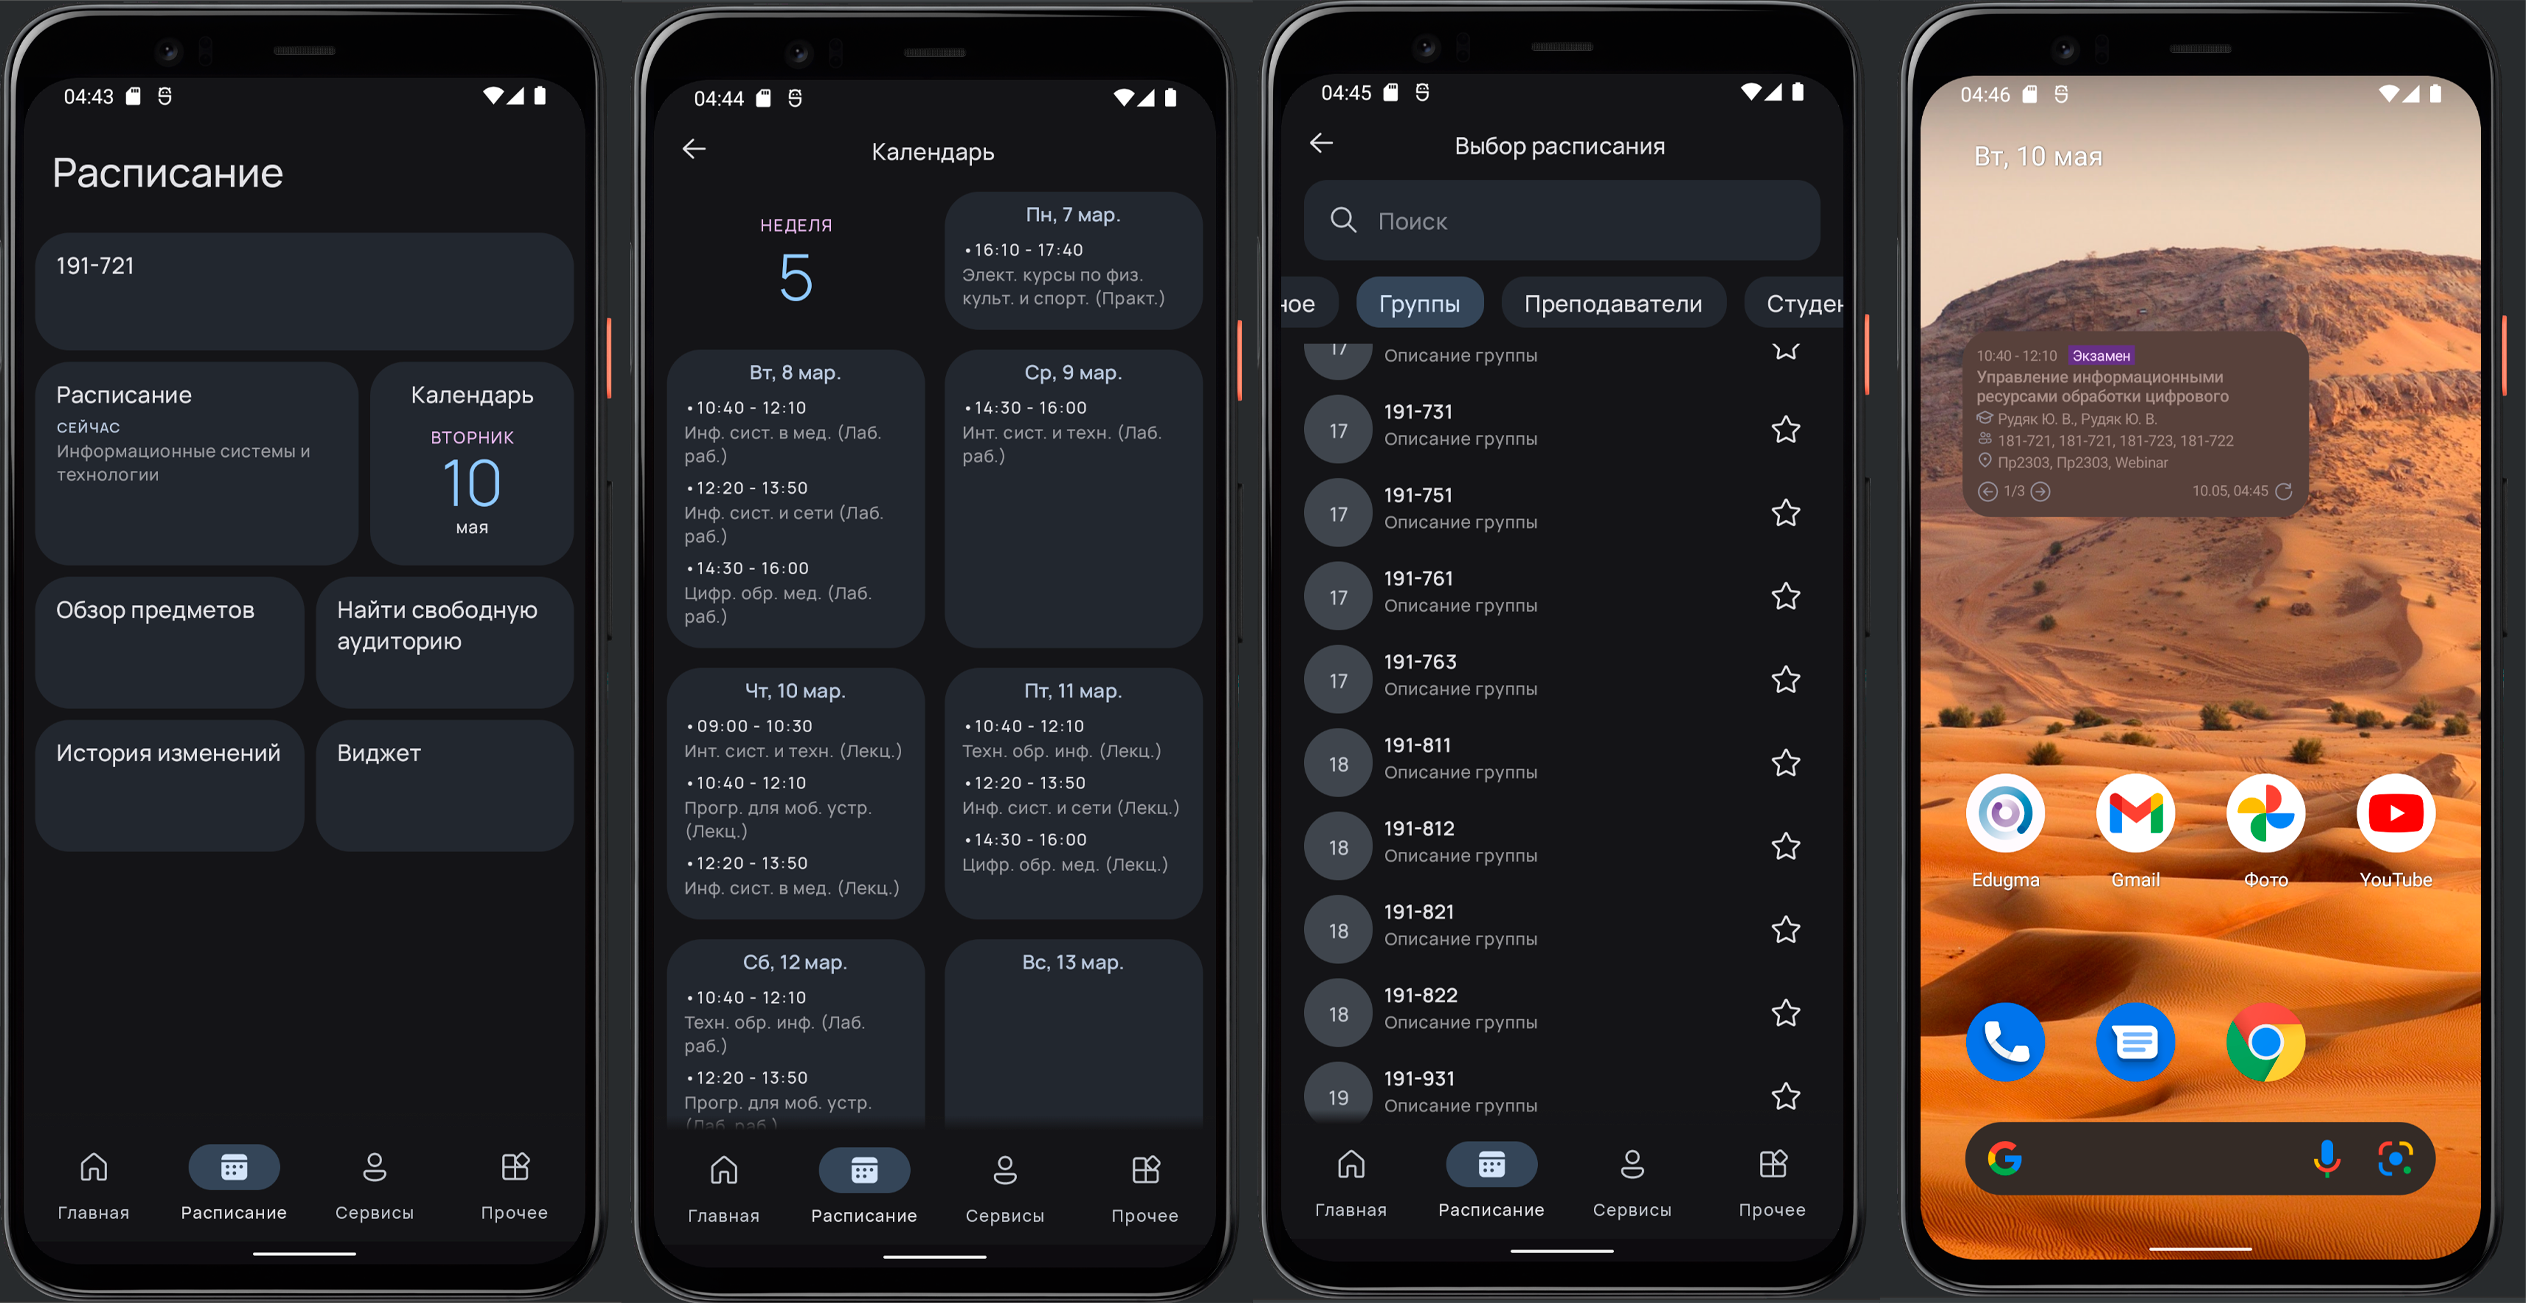 04:43
Расписание
191-721
Расписание
СЕЙЧАС
Информационные системы и
технологии
Календарь
ВТОРНИК
10
мая
Обзор предметов
Найти свободную
аудиторию
История изменений
Виджет
Главная
Расписание
Сервисы
Прочее
04:44
Календарь
НЕДЕЛЯ
5
Пн, 7 мар.
•16:10 - 17:40
Элект. курсы по физ.
культ. и спорт. (Практ.)
Вт, 8 мар.
•10:40 - 12:10
Инф. сист. в мед. (Лаб.
раб.)
•12:20 - 13:50
Инф. сист. и сети (Лаб.
раб.)
•14:30 - 16:00
Цифр. обр. мед. (Лаб.
раб.)
Ср, 9 мар.
•14:30 - 16:00
Инт. сист. и техн. (Лаб.
раб.)
Чт, 10 мар.
•09:00 - 10:30
Инт. сист. и техн. (Лекц.)
•10:40 - 12:10
Прогр. для моб. устр.
(Лекц.)
•12:20 - 13:50
Инф. сист. в мед. (Лекц.)
Пт, 11 мар.
•10:40 - 12:10
Техн. обр. инф. (Лекц.)
•12:20 - 13:50
Инф. сист. и сети (Лекц.)
•14:30 - 16:00
Цифр. обр. мед. (Лекц.)
Сб, 12 мар.
•10:40 - 12:10
Техн. обр. инф. (Лаб.
раб.)
•12:20 - 13:50
Прогр. для моб. устр.
(Лаб. раб.)
Вс, 13 мар.
Главная
Расписание
Сервисы
Прочее
04:45
Выбор расписания
Поиск
ное
Группы
Преподаватели
Студен
17
Описание группы
17
191-731
Описание группы
17
191-751
Описание группы
17
191-761
Описание группы
17
191-763
Описание группы
18
191-811
Описание группы
18
191-812
Описание группы
18
191-821
Описание группы
18
191-822
Описание группы
19
191-931
Описание группы
Главная
Расписание
Сервисы
Прочее
04:46
Вт, 10 мая
10:40 - 12:10 Экзамен
Управление информационными
ресурсами обработки цифрового
Рудяк Ю. В., Рудяк Ю. В.
181-721, 181-721, 181-723, 181-722
Пр2303, Пр2303, Webinar
1/3
10.05, 04:45
Edugma
Gmail
Фото
YouTube